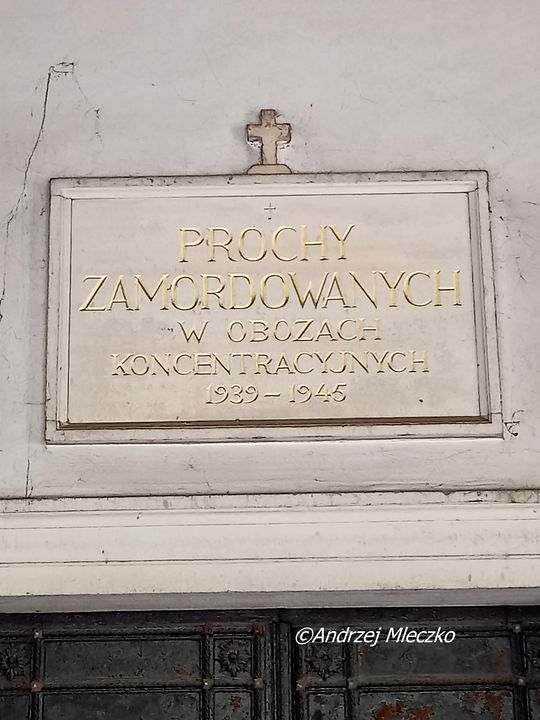 PROCHY
ZAMORDOWANYCH
W OBOZACH
KONCENTRACYJNYCH
1939 – 1945
©Andrzej Mleczko